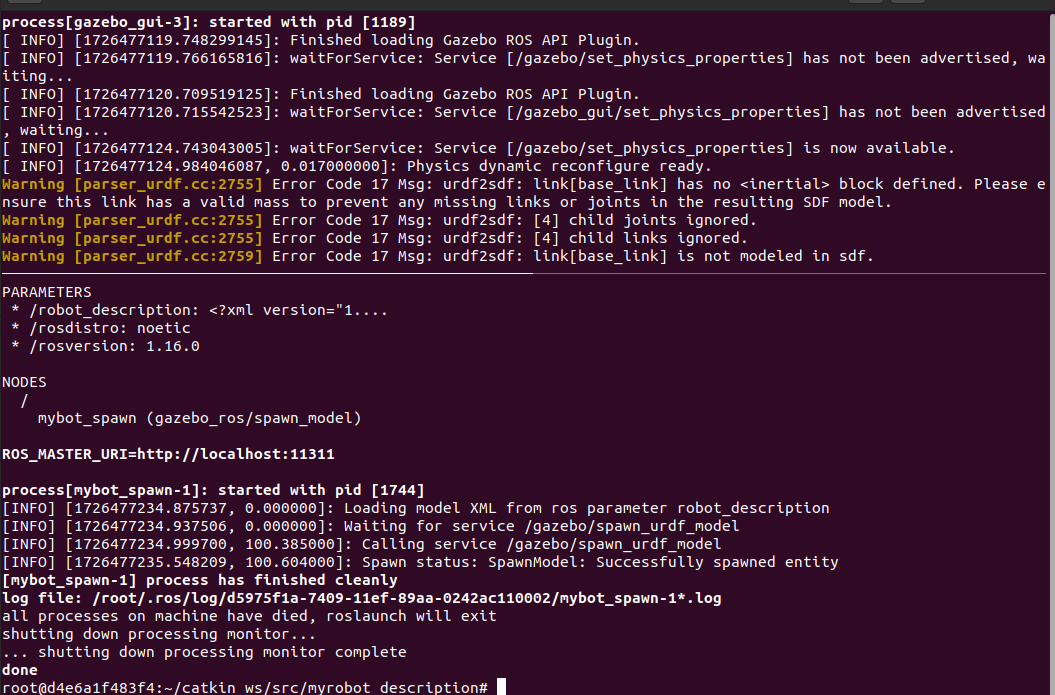 process[gazebo_gui-3]: started with pid [1189]
[ INFO] [1726477119.748299145]: Finished loading Gazebo ROS API Plugin.
[ INFO] [1726477119.766165816]: waitForService: Service [/gazebo/set_physics_properties] has not been advertised, wa
iting...
[ INFO] [1726477120.709519125]: Finished loading Gazebo ROS API Plugin.
[ INFO] [1726477120.715542523]: waitForService: Service [/gazebo_gui/set_physics_properties] has not been advertised
, waiting...
[ INFO] [1726477124.743043005]: waitForService: Service [/gazebo/set_physics_properties] is now available.
[ INFO] [1726477124.984046087, 0.017000000]: Physics dynamic reconfigure ready.
Warning [parser_urdf.cc:2755] Error Code 17 Msg: urdf2sdf: link[base_link] has no <inertial> block defined. Please e
nsure this link has a valid mass to prevent any missing links or joints in the resulting SDF model.
Warning [parser_urdf.cc:2755] Error Code 17 Msg: urdf2sdf: [4] child joints ignored.
Warning [parser_urdf.cc:2755] Error Code 17 Msg: urdf2sdf: [4] child links ignored.
Warning [parser_urdf.cc:2759] Error Code 17 Msg: urdf2sdf: link[base_link] is not modeled in sdf.
PARAMETERS
 * /robot_description: <?xml version="1....
 * /rosdistro: noetic
 * /rosversion: 1.16.0
NODES
  /
    mybot_spawn (gazebo_ros/spawn_model)
ROS_MASTER_URI=http://localhost:11311
process[mybot_spawn-1]: started with pid [1744]
[INFO] [1726477234.875737, 0.000000]: Loading model XML from ros parameter robot_description
[INFO] [1726477234.937506, 0.000000]: Waiting for service /gazebo/spawn_urdf_model
[INFO] [1726477234.999700, 100.385000]: Calling service /gazebo/spawn_urdf_model
[INFO] [1726477235.548209, 100.604000]: Spawn status: SpawnModel: Successfully spawned entity
[mybot_spawn-1] process has finished cleanly
log file: /root/.ros/log/d5975f1a-7409-11ef-89aa-0242ac110002/mybot_spawn-1*.log
all processes on machine have died, roslaunch will exit
shutting down processing monitor...
... shutting down processing monitor complete
done
root@d4e6a1f483f4:~/catkin_ws/src/myrobot_description#